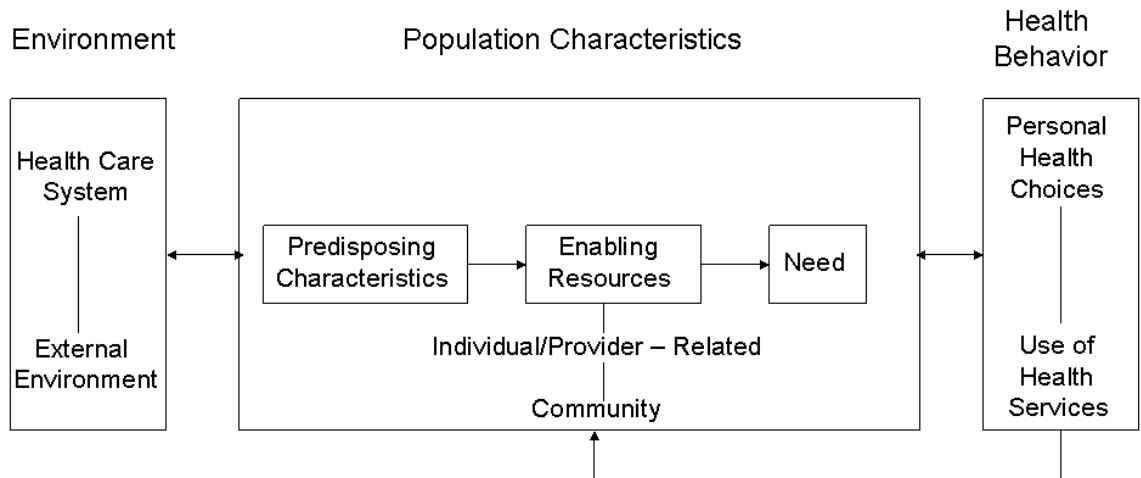 Environment
Population Characteristics
Health
Behavior
Health Care
System
External
Environment
Predisposing
Characteristics
Enabling
Resources
Need
Individual/Provider – Related
Community
Personal
Health
Choices
Use of
Health
Services